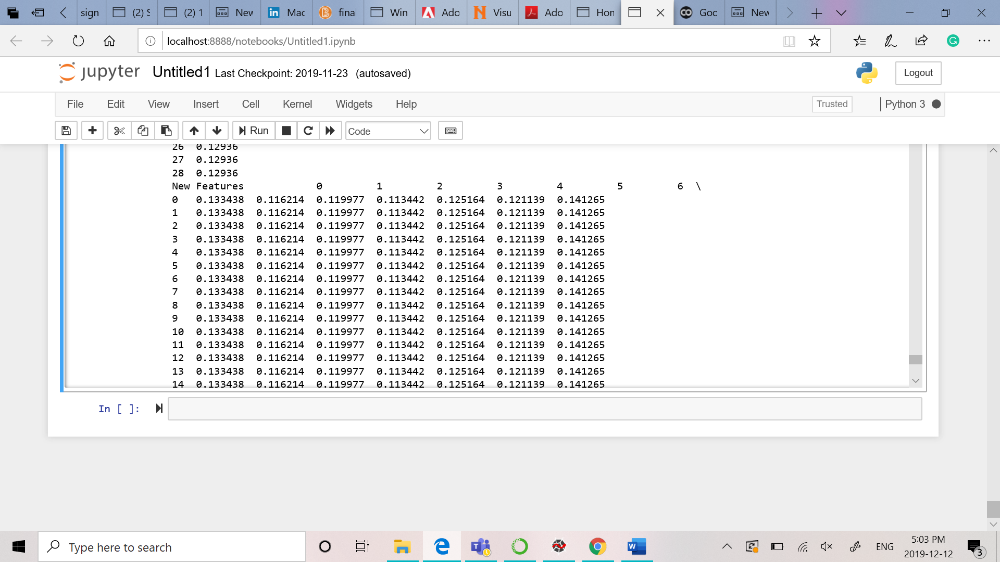 sign (2) S (2) 1 New in Mac final Win Ado Visu Ado Hon Goo New
localhost:8888/notebooks/Untitled1.ipynb
jupyter Untitled1 Last Checkpoint: 2019-11-23 (autosaved) Logout
File Edit View Insert Cell Kernel Widgets Help Trusted Python 3
Run Code
26 0.12936
27 0.12936
28 0.12936
New Features 0 1 2 3 4 5 6 \
0 0.133438 0.116214 0.119977 0.113442 0.125164 0.121139 0.141265
1 0.133438 0.116214 0.119977 0.113442 0.125164 0.121139 0.141265
2 0.133438 0.116214 0.119977 0.113442 0.125164 0.121139 0.141265
3 0.133438 0.116214 0.119977 0.113442 0.125164 0.121139 0.141265
4 0.133438 0.116214 0.119977 0.113442 0.125164 0.121139 0.141265
5 0.133438 0.116214 0.119977 0.113442 0.125164 0.121139 0.141265
6 0.133438 0.116214 0.119977 0.113442 0.125164 0.121139 0.141265
7 0.133438 0.116214 0.119977 0.113442 0.125164 0.121139 0.141265
8 0.133438 0.116214 0.119977 0.113442 0.125164 0.121139 0.141265
9 0.133438 0.116214 0.119977 0.113442 0.125164 0.121139 0.141265
10 0.133438 0.116214 0.119977 0.113442 0.125164 0.121139 0.141265
11 0.133438 0.116214 0.119977 0.113442 0.125164 0.121139 0.141265
12 0.133438 0.116214 0.119977 0.113442 0.125164 0.121139 0.141265
13 0.133438 0.116214 0.119977 0.113442 0.125164 0.121139 0.141265
14 0.133438 0.116214 0.119977 0.113442 0.125164 0.121139 0.141265
In [ ]:
Type here to search
ENG
5:03 PM
2019-12-12
3